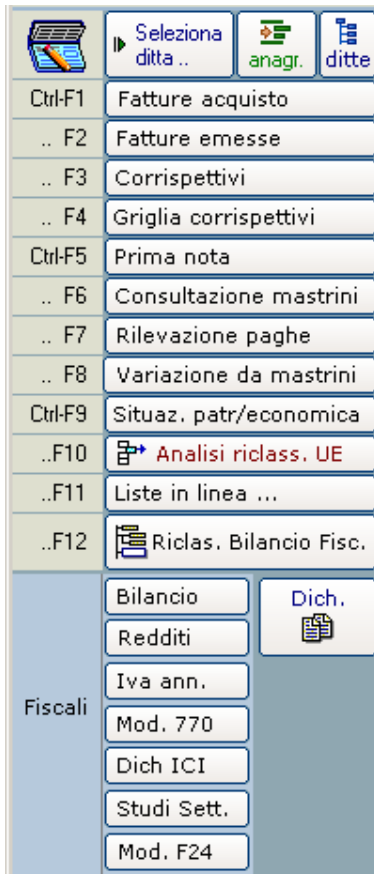 Seleziona
ditta ..
anagr.
ditte
Ctrl-F1 Fatture acquisto
.. F2 Fatture emesse
.. F3 Corrispettivi
.. F4 Griglia corrispettivi
Ctrl-F5 Prima nota
.. F6 Consultazione mastrini
.. F7 Rilevazione paghe
.. F8 Variazione da mastrini
Ctrl-F9 Situaz. patr/economica
..F10 Analisi riclass. UE
..F11 Liste in linea ...
..F12 Riclas. Bilancio Fisc.
Fiscali
Bilancio
Redditi
Iva ann.
Mod. 770
Dich ICI
Studi Sett.
Mod. F24
Dich.